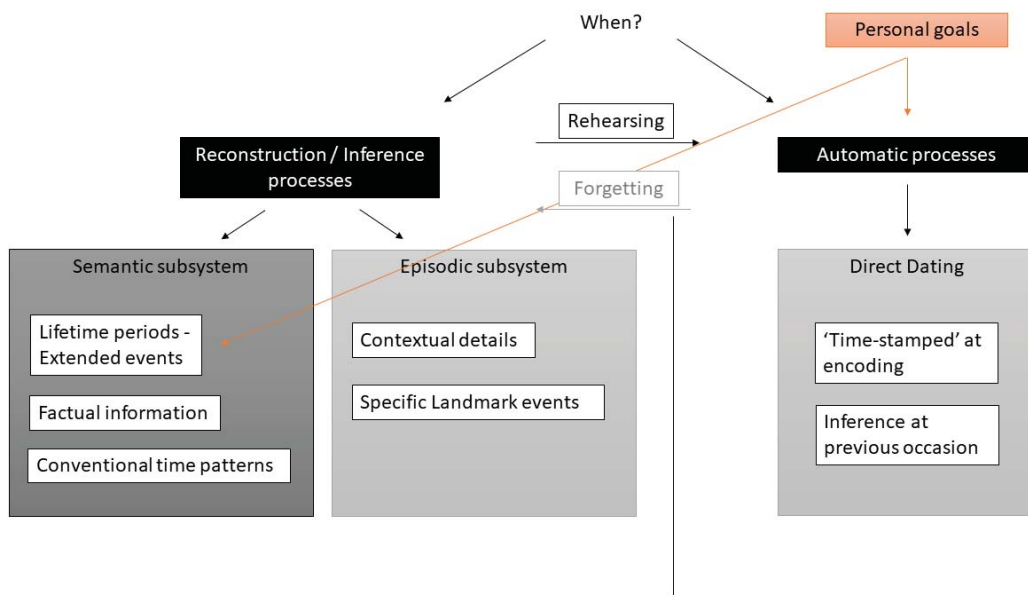 When?
Personal goals
Rehearsing
Reconstruction / Inference
processes
Automatic processes
Forgetting
Semantic subsystem
Episodic subsystem
Direct Dating
Lifetime periods -
Extended events
Factual information
Conventional time patterns
Contextual details
Specific Landmark events
‘Time-stamped’ at
encoding
Inference at
previous occasion